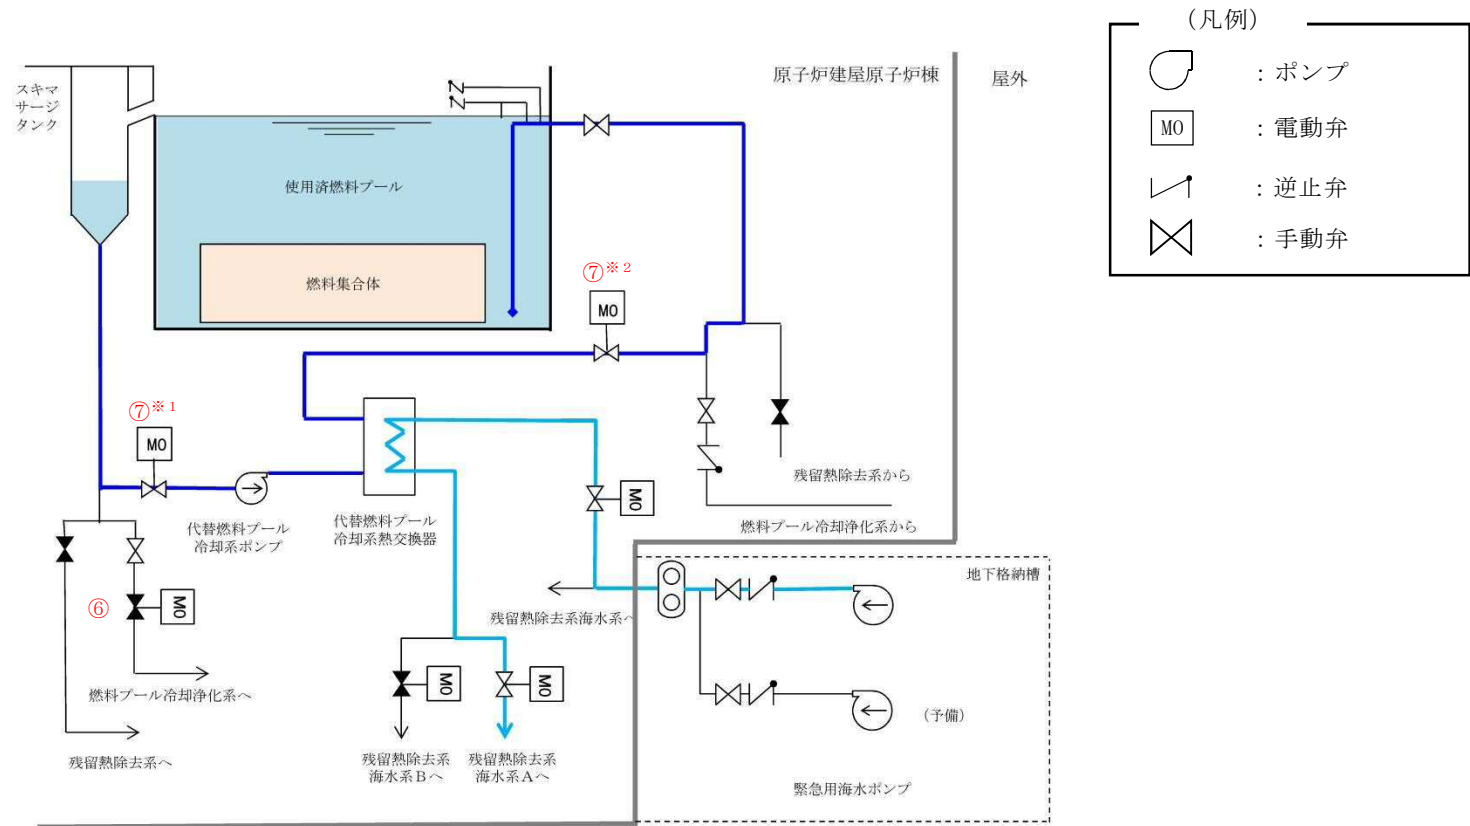 (凡例)
: ポンプ
MO
: 電動弁
: 逆止弁
: 手動弁
原子炉建屋原子炉棟
屋外
スキマ
サージ
タンク
使用済燃料プール
燃料集合体
⑦※2
MO
⑦※1
MO
代替燃料プール
冷却系ポンプ
代替燃料プール
冷却系熱交換器
MO
残留熱除去系から
燃料プール冷却浄化系から
地下格納槽
⑥
MO
残留熱除去系海水系へ
燃料プール冷却浄化系へ
MO
MO
(予備)
残留熱除去系へ
残留熱除去系
海水系Bへ
残留熱除去系
海水系Aへ
緊急用海水ポンプ